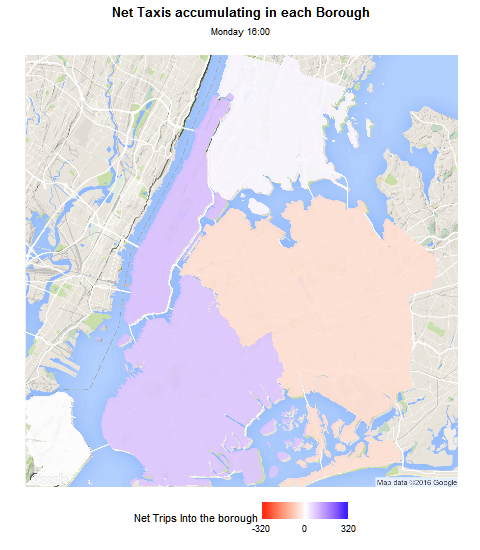 Net Taxis accumulating in each Borough
Monday 16:00
Map data ©2016 Google
Net Trips Into the borough
-320 0 320